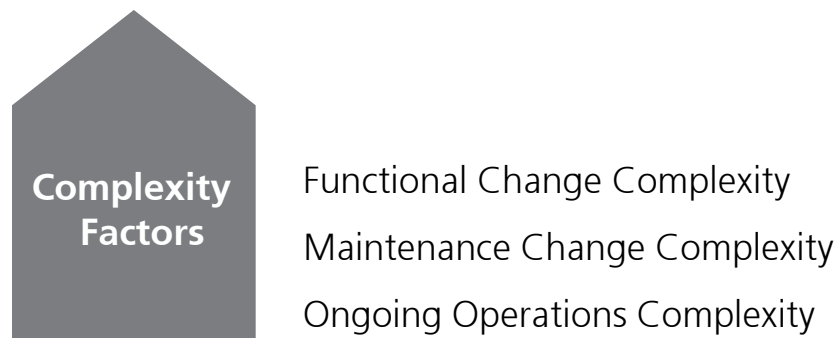 Complexity
Factors
Functional Change Complexity
Maintenance Change Complexity
Ongoing Operations Complexity